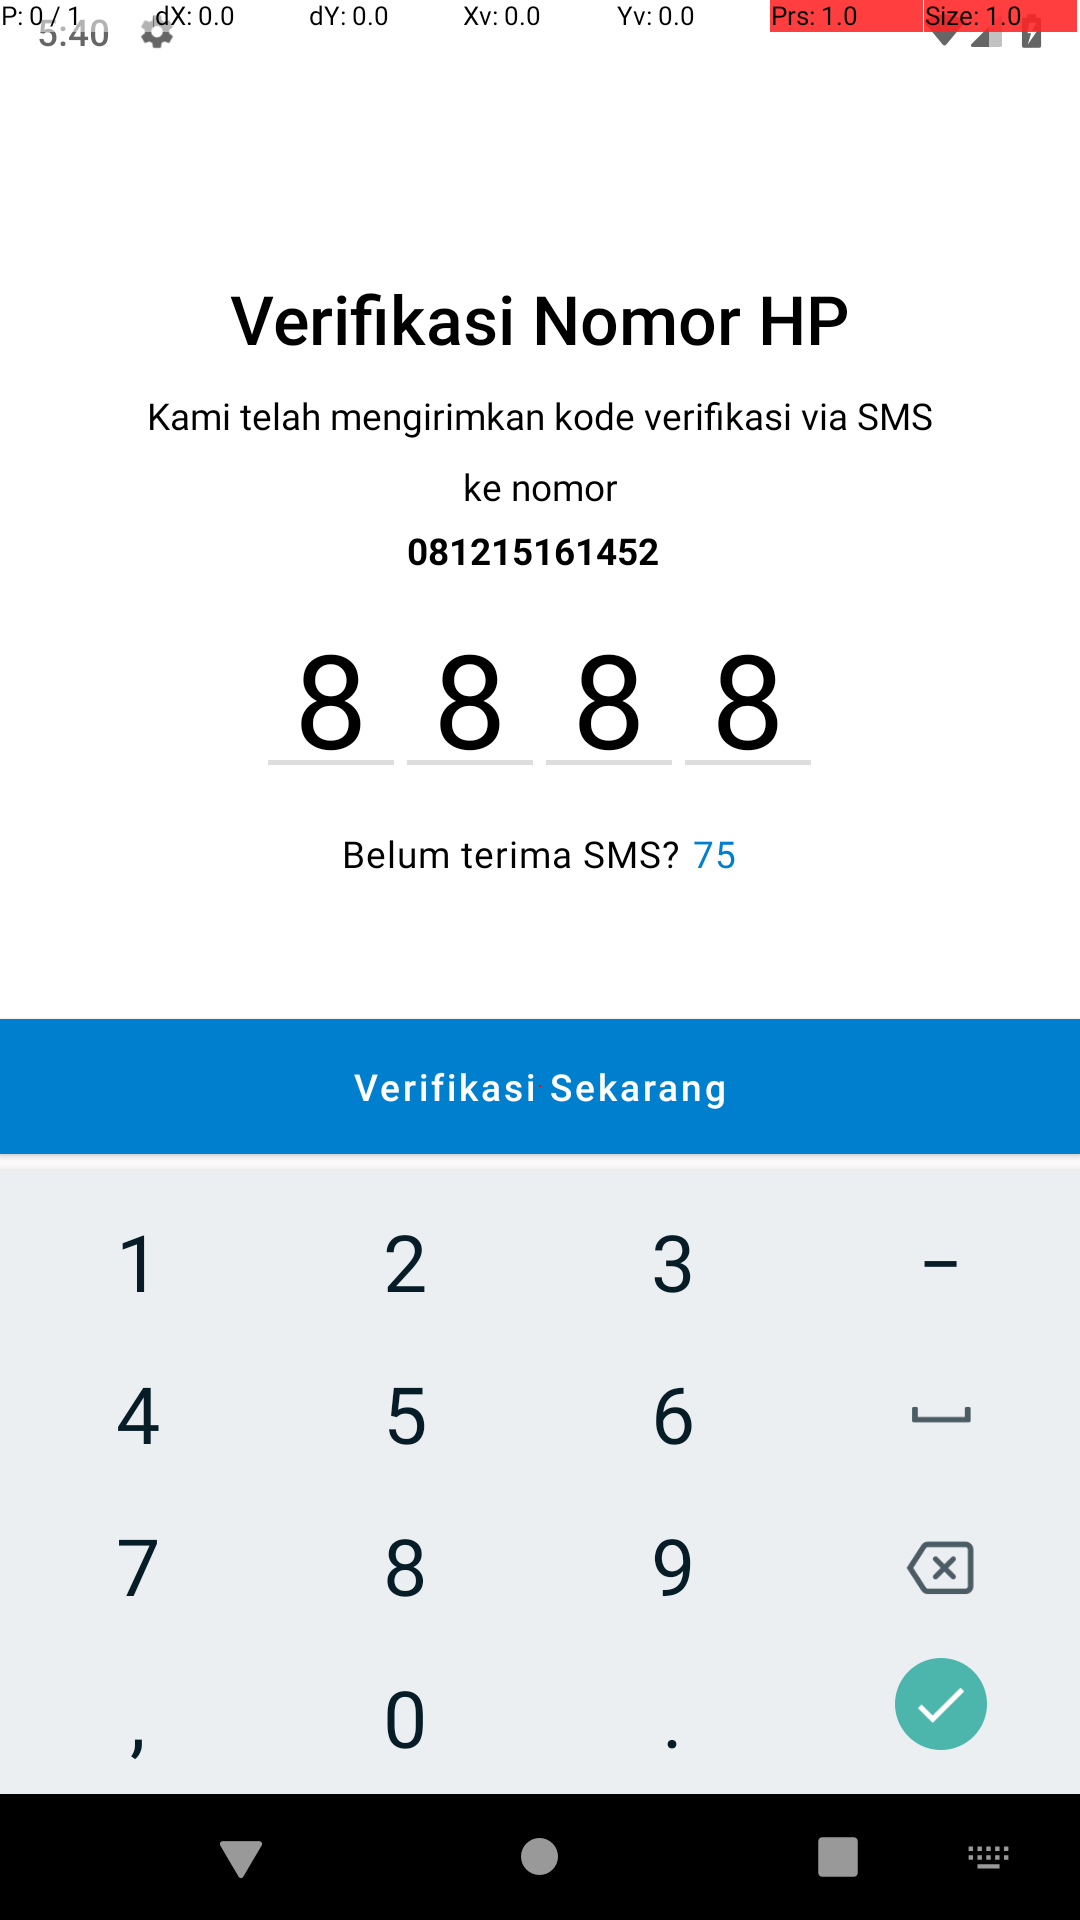 P: 0 / 1 dX: 0.0 dY: 0.0 Xv: 0.0 Yv: 0.0 Prs: 1.0 Size: 1.0
5:40
Verifikasi Nomor HP
Kami telah mengirimkan kode verifikasi via SMS
ke nomor
081215161452
8 8 8 8
Belum terima SMS? 75
Verifikasi Sekarang
1 2 3 –
4 5 6
7 8 9
, 0 .